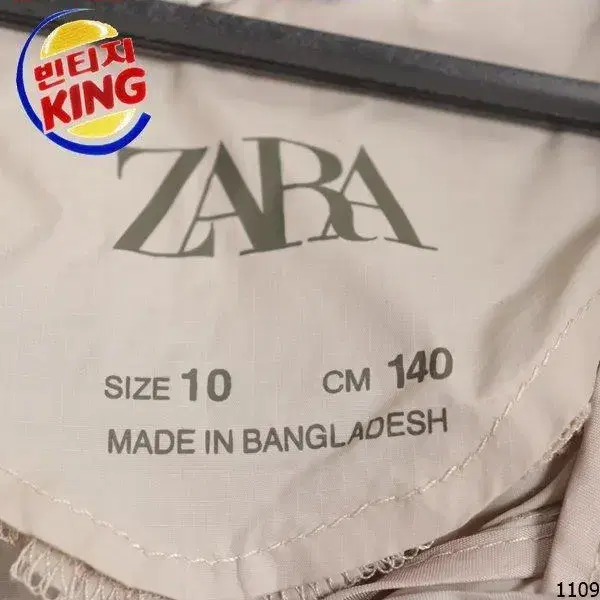 빈티지
KING
ZARA
SIZE 10 CM 140
MADE IN BANGLADESH
1109